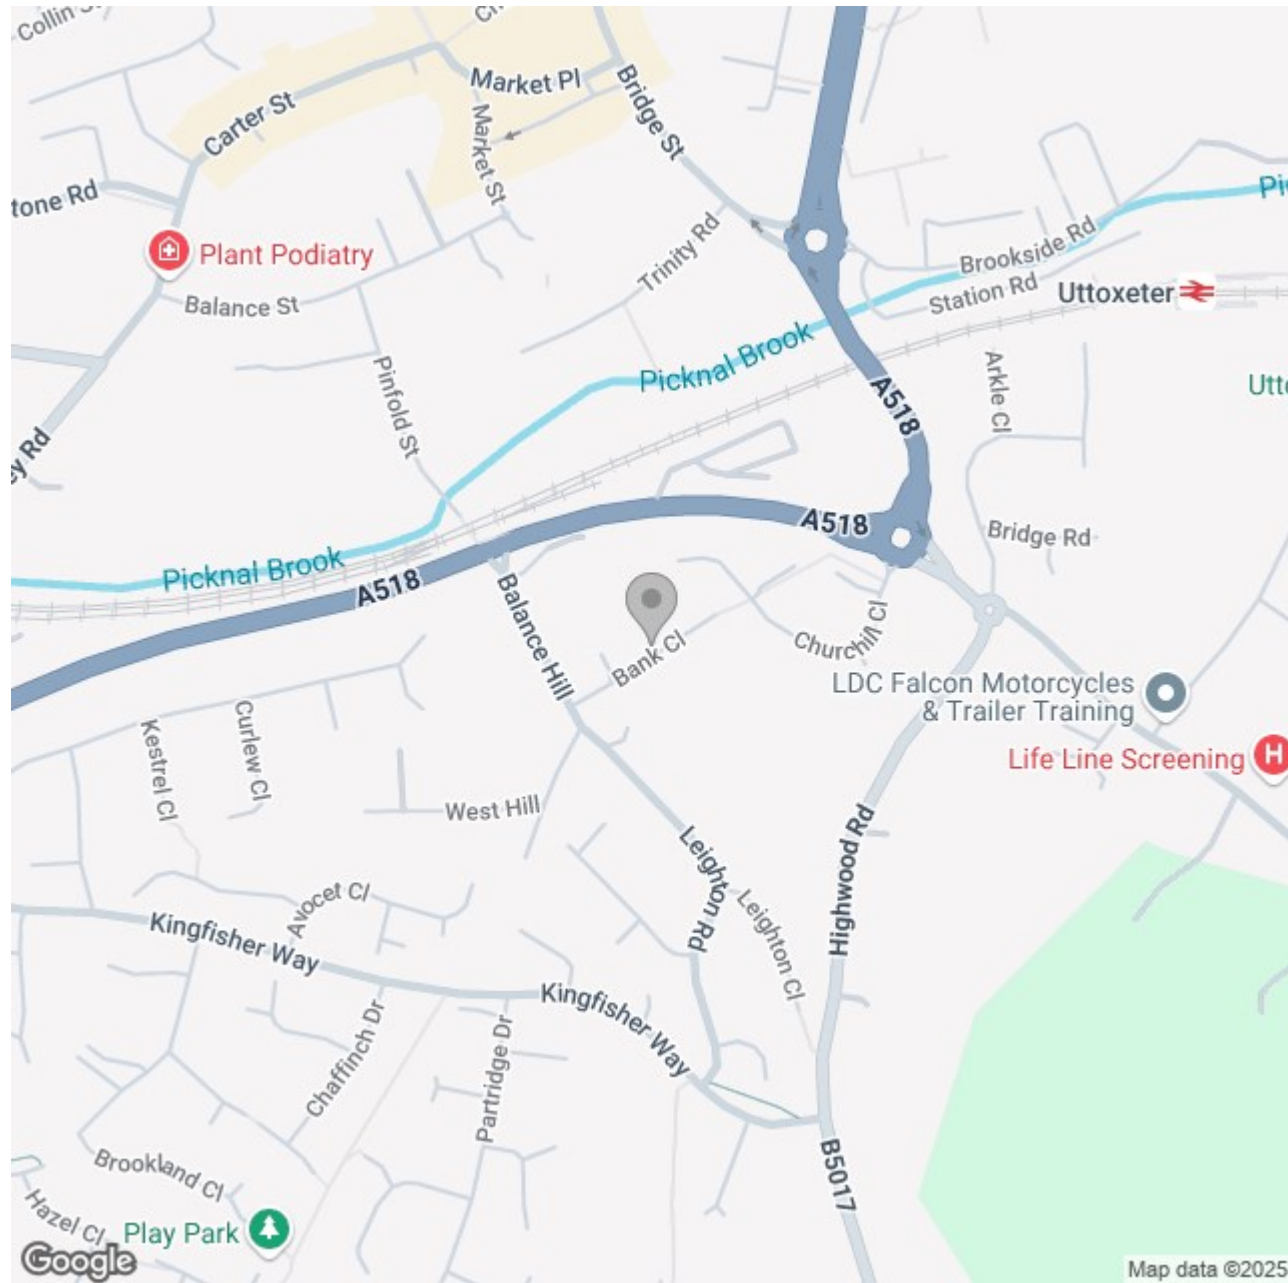 Collin S
Ch
Market Pl
Bridge St
Carter St
Market St
tone Rd
Plant Podiatry
Balance St
Trinity Rd
Brookside Rd
Pi
Station Rd
Uttoxeter
Picknal Brook
Pinfold St
A518
Arkle Cl
Utt
ey Rd
A518
Bridge Rd
Picknal Brook
A518
Balance Hill
Bank Cl
Churchill Cl
LDC Falcon Motorcycles
& Trailer Training
Life Line Screening
H
Kestrel Cl
Curlew Cl
West Hill
Leighton Rd
Highwood Rd
Avocet Cl
Leighton Cl
Kingfisher Way
Kingfisher Way
Chaffinch Dr
Partridge Dr
Brookland Cl
B5017
Hazel Cl
Play Park
Google
Map data ©2025